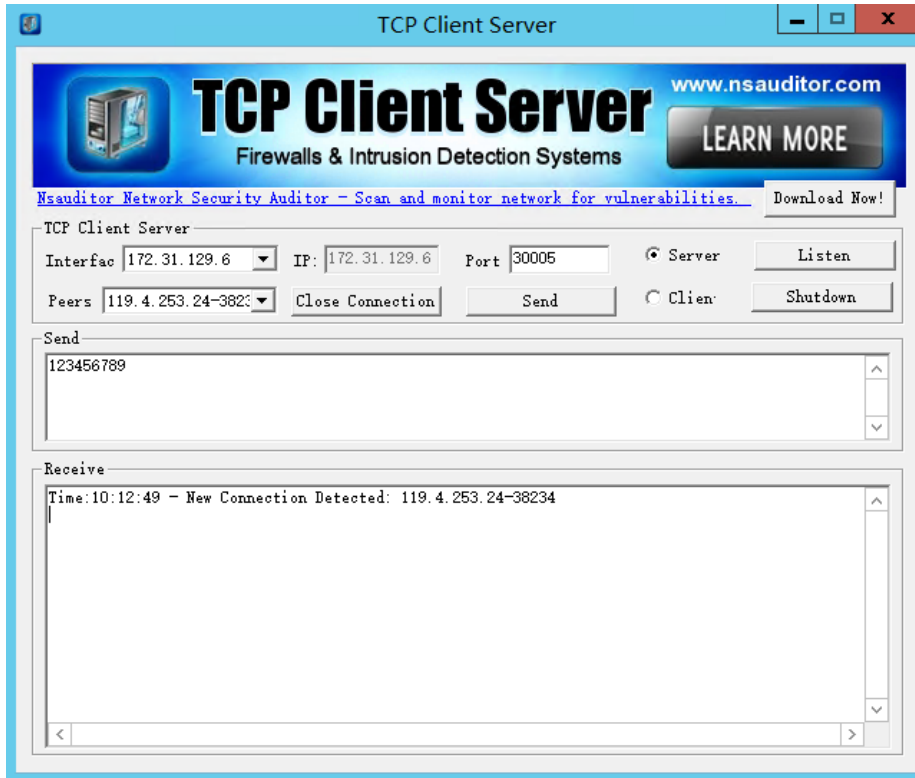 TCP Client Server
TCP Client Server
www.nsauditor.com
Firewalls & Intrusion Detection Systems
LEARN MORE
Nsauditor Network Security Auditor - Scan and monitor network for vulnerabilities.
Download Now!
TCP Client Server
Interfac 172.31.129.6 IP: 172.31.129.6 Port 30005 Server Listen
Peers 119.4.253.24-3823 Close Connection Send Clien Shutdown
Send
123456789
Receive
Time:10:12:49 - New Connection Detected: 119.4.253.24-38234